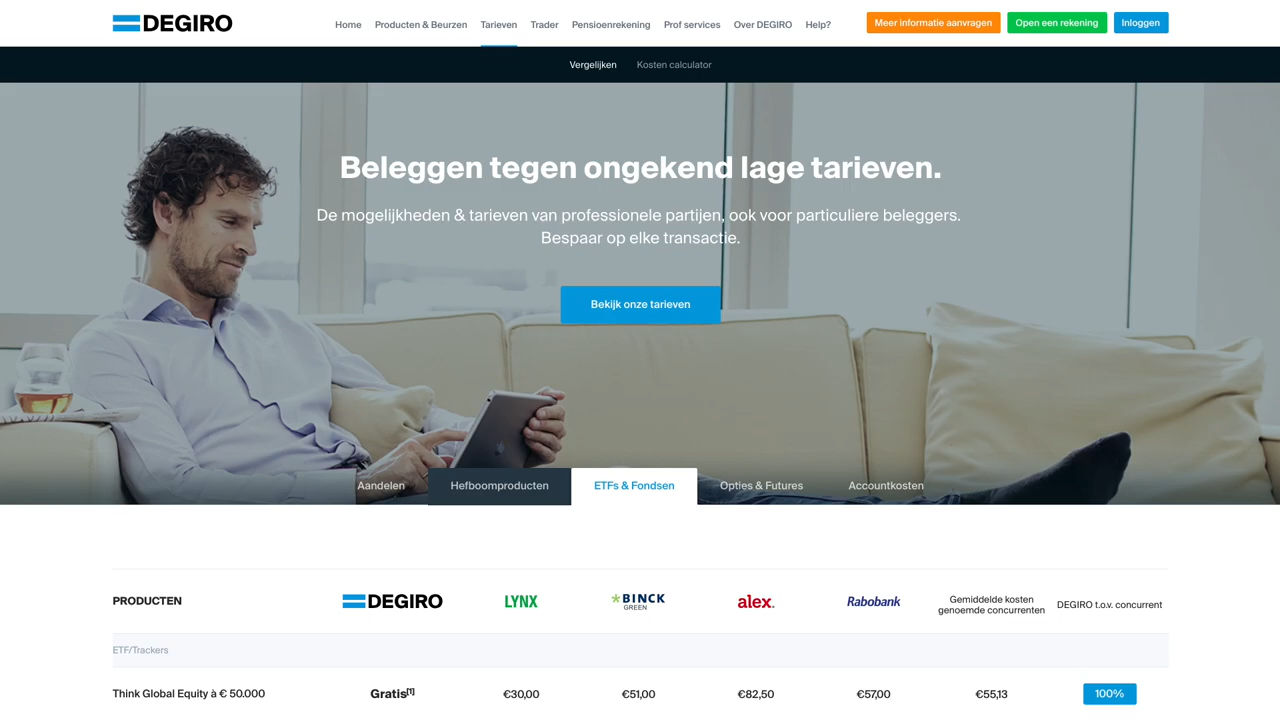 DEGIRO
Home Producten & Beurzen Tarieven Trader Pensioenrekening Prof services Over DEGIRO Help?
Meer informatie aanvragen Open een rekening Inloggen
Vergelijken Kosten calculator
Beleggen tegen ongekend lage tarieven.
De mogelijkheden & tarieven van professionele partijen, ook voor particuliere beleggers.
Bespaar op elke transactie.
Bekijk onze tarieven
Aandelen Hefboomproducten ETFs & Fondsen Opties & Futures Accountkosten
PRODUCTEN DEGIRO LYNX BINCK GREEN alex. Rabobank Gemiddelde kosten genoemde concurrenten DEGIRO t.o.v. concurrent
ETF/Trackers
Think Global Equity à € 50.000 Gratis[1] €30,00 €51,00 €82,50 €57,00 €55,13 100%